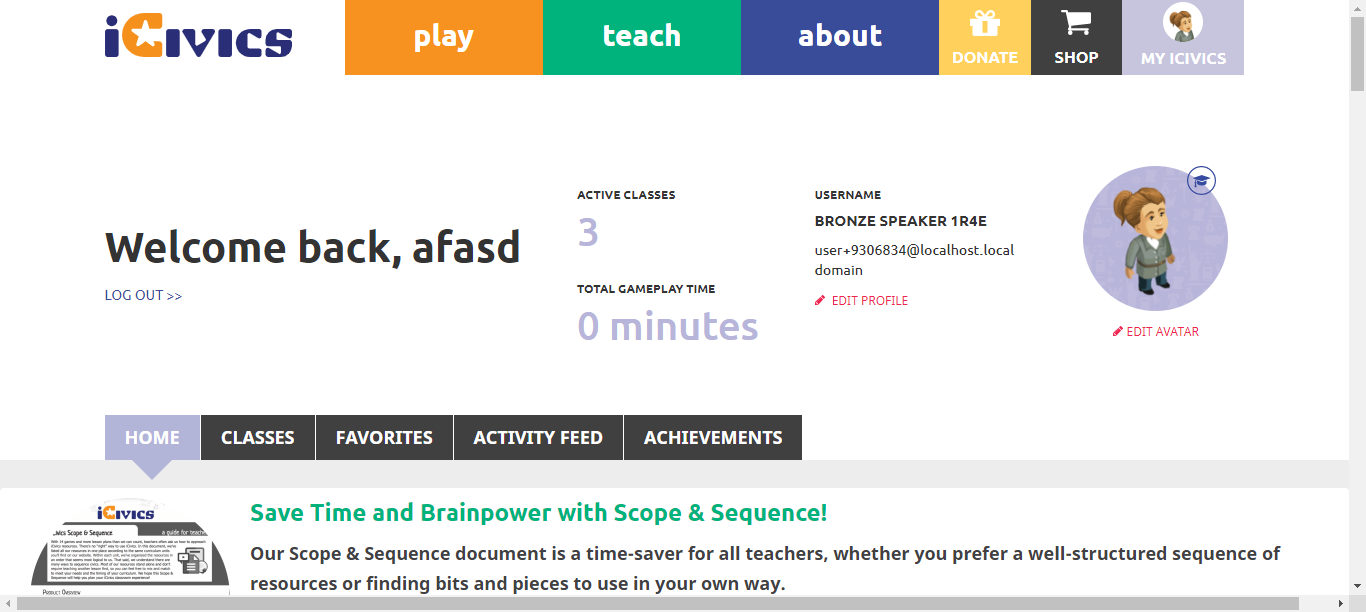 iCivics
play
teach
about
DONATE
SHOP
MY ICIVICS
Welcome back, afasd
LOG OUT >>
ACTIVE CLASSES
3
TOTAL GAMEPLAY TIME
0 minutes
USERNAME
BRONZE SPEAKER 1R4E
user+9306834@localhost.local
domain
EDIT PROFILE
EDIT AVATAR
HOME
CLASSES
FAVORITES
ACTIVITY FEED
ACHIEVEMENTS
iCivics
Scope & Sequence
a guide for
Product Overview
Save Time and Brainpower with Scope & Sequence!
Our Scope & Sequence document is a time-saver for all teachers, whether you prefer a well-structured sequence of
resources or finding bits and pieces to use in your own way.